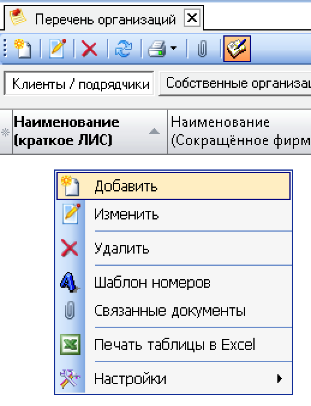 Перечень организаций
Клиенты / подрядчики
Собственные организа
Наименование
(краткое ЛИС)
Наименование
(Сокращённое фирм
Добавить
Изменить
Удалить
Шаблон номеров
Связанные документы
Печать таблицы в Excel
Настройки